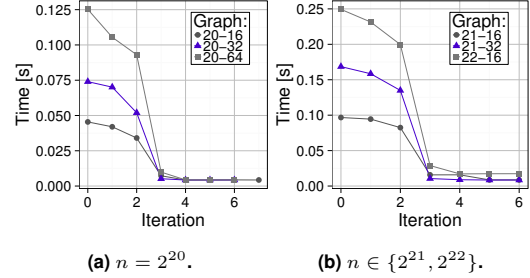 Graph:
20−16
20−32
20−64
0.125
0.100
0.075
0.050
0.025
0.000
Time [s]
0 2 4 6
Iteration
(a) n = 2^20.
Graph:
21−16
21−32
22−16
0.25
0.20
0.15
0.10
0.05
0.00
Time [s]
0 2 4 6
Iteration
(b) n ∈ {2^21, 2^22}.